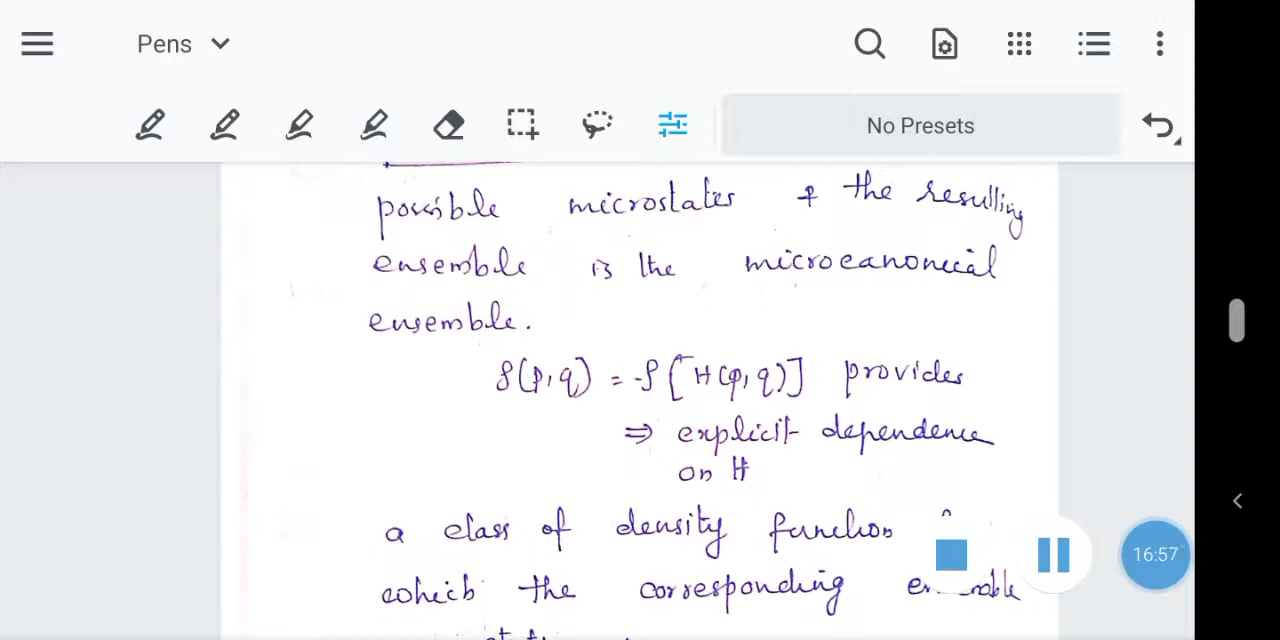 Pens
No Presets
possible microstates & the resulting
ensemble is the microcanonical
ensemble.
ρ(p,q) = ρ[H(p,q)] provides
⇒ explicit dependence
on H
a class of density function
16:57
which the corresponding